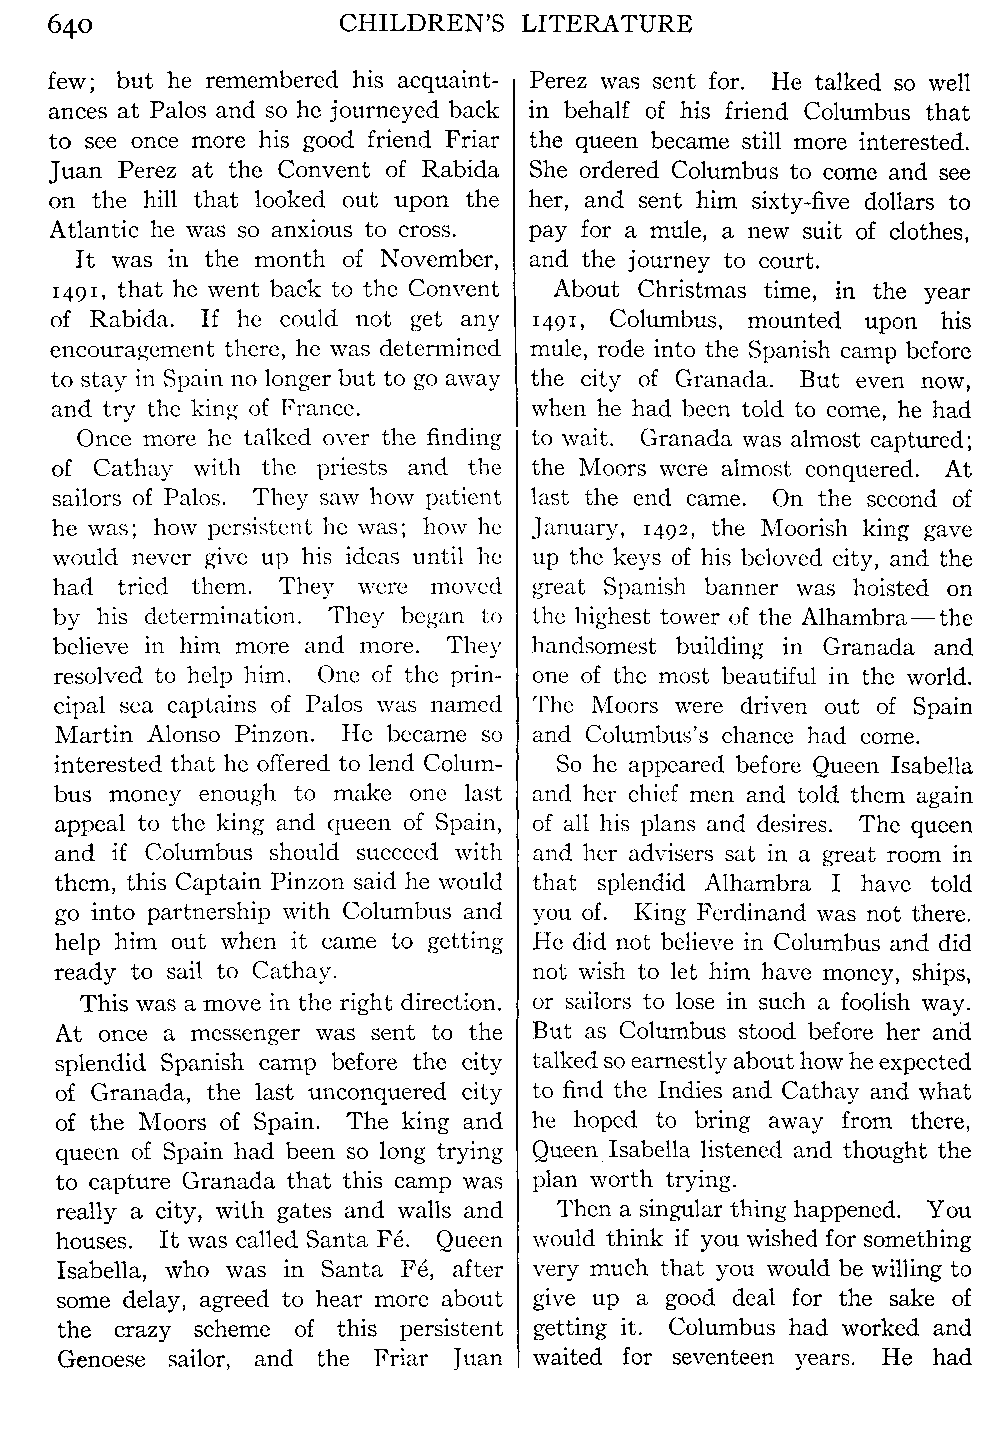 640
CHILDREN'S LITERATURE
few; but he remembered his acquaint-
ances at Palos and so he journeyed back
to see once more his good friend Friar
Juan Perez at the Convent of Rabida
on the hill that looked out upon the
Atlantic he was so anxious to cross.
It was in the month of November,
1491, that he went back to the Convent
of Rabida. If he could not get any
encouragement there, he was determined
to stay in Spain no longer but to go away
and try the king of France.
Once more he talked over the finding
of Cathay with the priests and the
sailors of Palos. They saw how patient
he was; how persistent he was; how he
would never give up his ideas until he
had tried them. They were moved
by his determination. They began to
believe in him more and more. They
resolved to help him. One of the prin-
cipal sea captains of Palos was named
Martin Alonso Pinzon. He became so
interested that he offered to lend Colum-
bus money enough to make one last
appeal to the king and queen of Spain,
and if Columbus should succeed with
them, this Captain Pinzon said he would
go into partnership with Columbus and
help him out when it came to getting
ready to sail to Cathay.
This was a move in the right direction.
At once a messenger was sent to the
splendid Spanish camp before the city
of Granada, the last unconquered city
of the Moors of Spain. The king and
queen of Spain had been so long trying
to capture Granada that this camp was
really a city, with gates and walls and
houses. It was called Santa Fé. Queen
Isabella, who was in Santa Fé, after
some delay, agreed to hear more about
the crazy scheme of this persistent
Genoese sailor, and the Friar Juan
Perez was sent for. He talked so well
in behalf of his friend Columbus that
the queen became still more interested.
She ordered Columbus to come and see
her, and sent him sixty-five dollars to
pay for a mule, a new suit of clothes,
and the journey to court.
About Christmas time, in the year
1491, Columbus, mounted upon his
mule, rode into the Spanish camp before
the city of Granada. But even now,
when he had been told to come, he had
to wait. Granada was almost captured;
the Moors were almost conquered. At
last the end came. On the second of
January, 1492, the Moorish king gave
up the keys of his beloved city, and the
great Spanish banner was hoisted on
the highest tower of the Alhambra—the
handsomest building in Granada and
one of the most beautiful in the world.
The Moors were driven out of Spain
and Columbus's chance had come.
So he appeared before Queen Isabella
and her chief men and told them again
of all his plans and desires. The queen
and her advisers sat in a great room in
that splendid Alhambra I have told
you of. King Ferdinand was not there.
He did not believe in Columbus and did
not wish to let him have money, ships,
or sailors to lose in such a foolish way.
But as Columbus stood before her and
talked so earnestly about how he expected
to find the Indies and Cathay and what
he hoped to bring away from there,
Queen Isabella listened and thought the
plan worth trying.
Then a singular thing happened. You
would think if you wished for something
very much that you would be willing to
give up a good deal for the sake of
getting it. Columbus had worked and
waited for seventeen years. He had